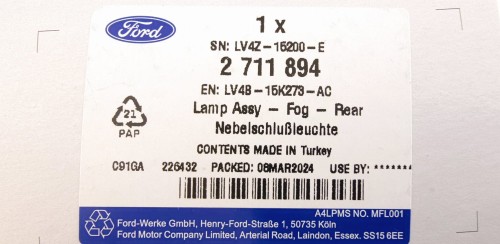 Ford
1 x
SN: LV4Z-15200-E
2 711 894
EN: LV4B-15K273-AC
Lamp Assy - Fog - Rear
Nebelschlußleuchte
CONTENTS MADE IN Turkey
21
PAP
C91GA 226432 PACKED: 08MAR2024 USE BY: *******
A4LPMS NO. MFL001
Ford-Werke GmbH, Henry-Ford-Straße 1, 50735 Köln
Ford Motor Company Limited, Arterial Road, Laindon, Essex. SS15 6EE